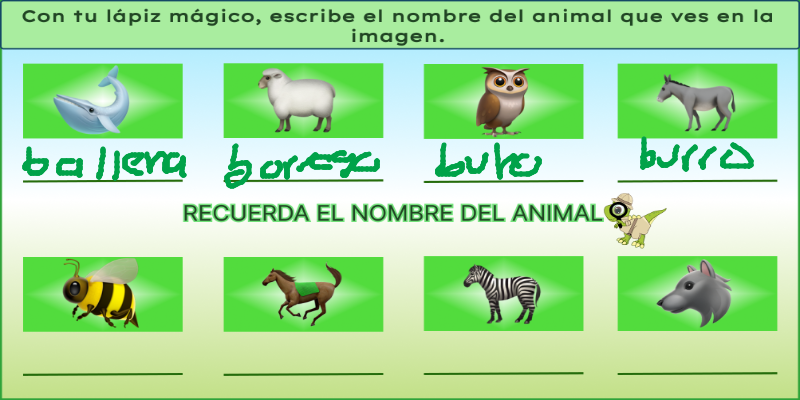 Con tu lápiz mágico, escribe el nombre del animal que ves en la
imagen.
ballena borrego buho burro
RECUERDA EL NOMBRE DEL ANIMAL